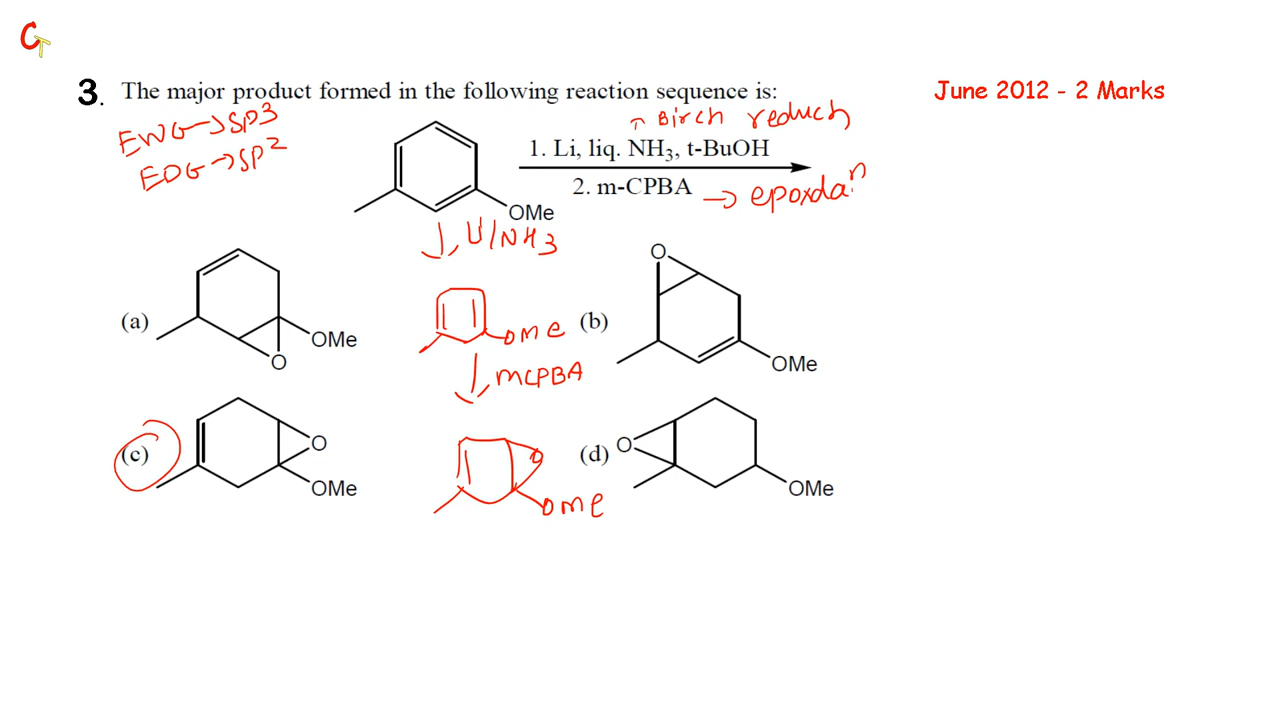 CT
3. The major product formed in the following reaction sequence is:
June 2012 - 2 Marks
EWG→SP3
EDG→SP2
↑ Birch reducn
1. Li, liq. NH3, t-BuOH
2. m-CPBA
→ epoxdaⁿ
OMe
↓ Li/NH3
(a)
OMe
O
OMe
(b)
O
OMe
↓ MCPBA
(c)
O
OMe
O
OMe
(d)
O
OMe